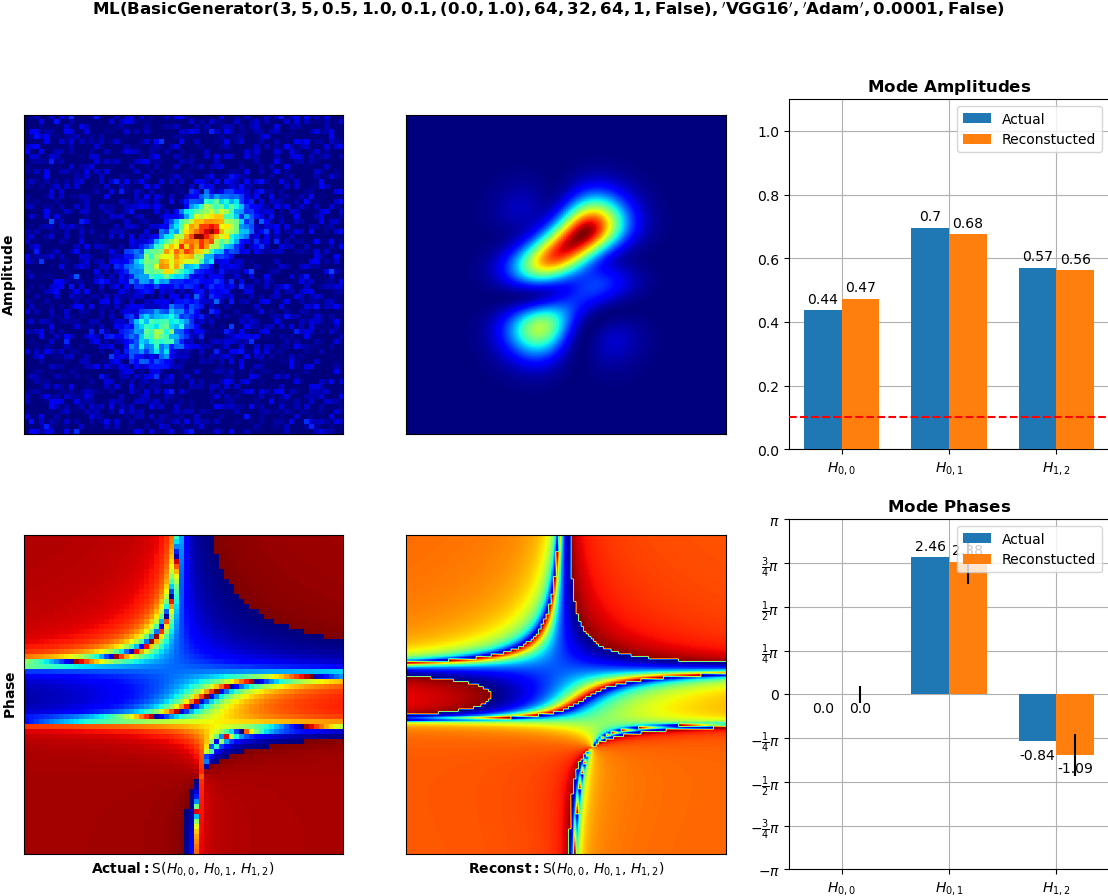 ML(BasicGenerator(3, 5, 0.5, 1.0, 0.1, (0.0, 1.0), 64, 32, 64, 1, False), 'VGG16', 'Adam', 0.0001, False)
Amplitude
Mode Amplitudes
Actual
Reconstucted
1.0
0.8
0.6
0.4
0.2
0.0
0.44
0.47
0.7
0.68
0.57
0.56
H0,0
H0,1
H1,2
Phase
Actual: S(H0,0, H0,1, H1,2)
Reconst: S(H0,0, H0,1, H1,2)
Mode Phases
Actual
Reconstucted
π
3/4π
1/2π
1/4π
0
−1/4π
−1/2π
−3/4π
−π
0.0
0.0
2.46
-0.84
-1.09
H0,0
H0,1
H1,2